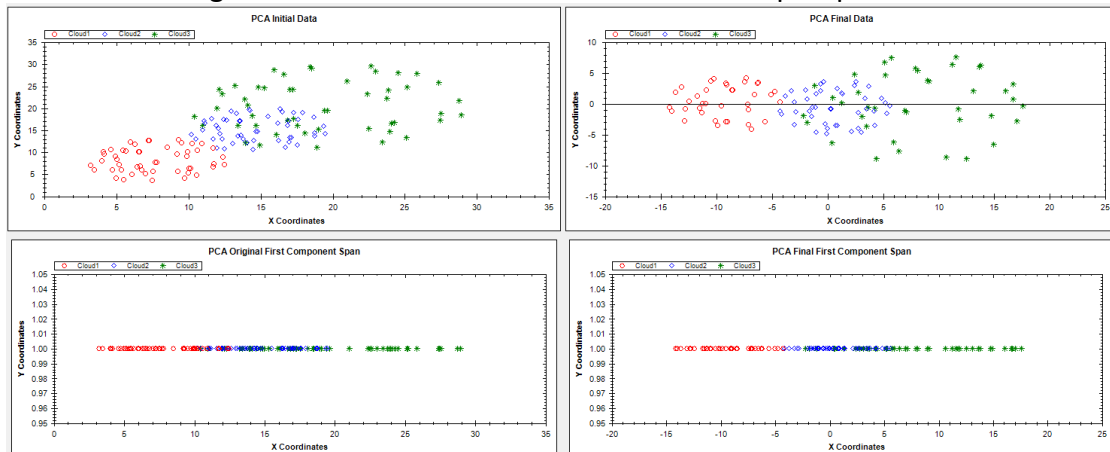 PCA Initial Data
Cloud1 Cloud2 Cloud3
35
30
25
20
15
10
5
0
Y Coordinates
0 5 10 15 20 25 30 35
X Coordinates
PCA Final Data
Cloud1 Cloud2 Cloud3
10
5
0
-5
-10
-15
Y Coordinates
-20 -15 -10 -5 0 5 10 15 20 25
X Coordinates
PCA Original First Component Span
Cloud1 Cloud2 Cloud3
1.05
1.04
1.03
1.02
1.01
1.00
0.99
0.98
0.97
0.96
0.95
Y Coordinates
0 5 10 15 20 25 30 35
X Coordinates
PCA Final First Component Span
Cloud1 Cloud2 Cloud3
1.05
1.04
1.03
1.02
1.01
1.00
0.99
0.98
0.97
0.96
0.95
Y Coordinates
-20 -15 -10 -5 0 5 10 15 20 25
X Coordinates